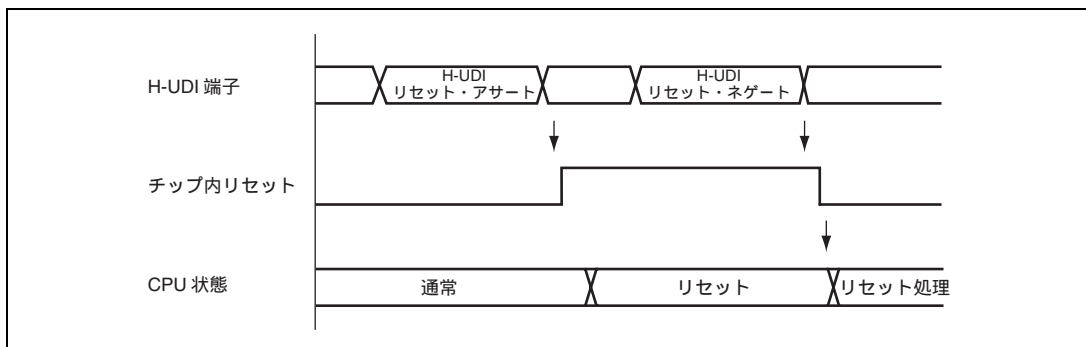 H-UDI 端子
H-UDI
リセット・アサート
H-UDI
リセット・ネゲート
チップ内リセット
CPU 状態
通常
リセット
リセット処理